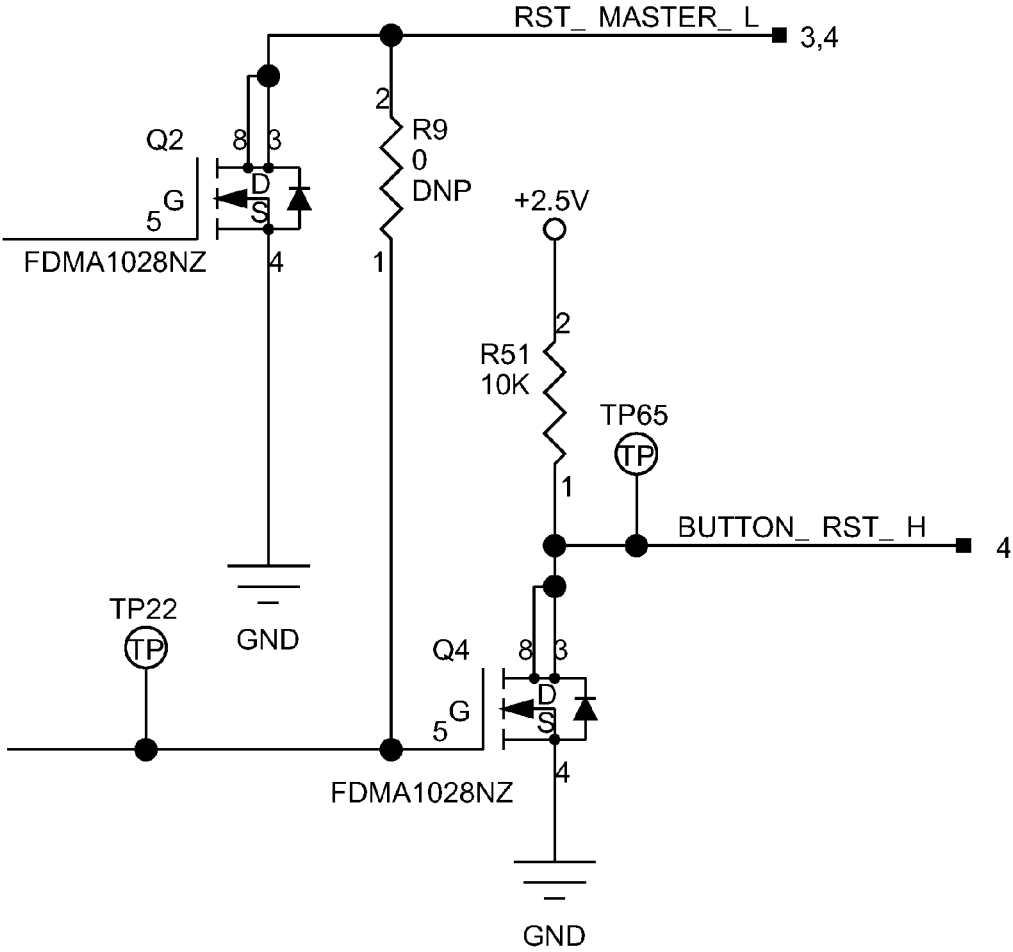 RST_ MASTER_ L
3,4
2
Q2
8
3
R9
0
DNP
D
G
S
5
+2.5V
FDMA1028NZ
4
1
2
R51
10K
TP65
TP
1
BUTTON_ RST_ H
4
TP22
TP
GND
Q4
8
3
D
G
S
5
4
FDMA1028NZ
GND